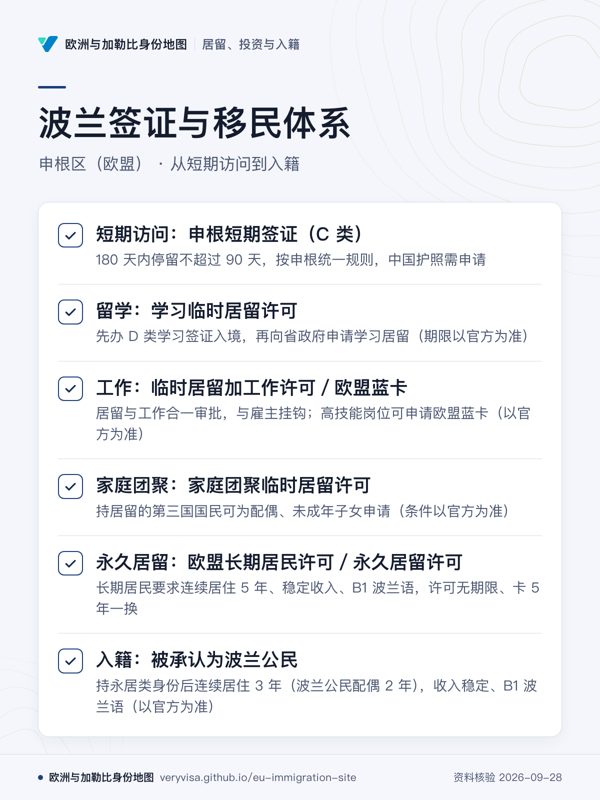 欧洲与加勒比身份地图 居留、投资与入籍
波兰签证与移民体系
申根区（欧盟）· 从短期访问到入籍
短期访问：申根短期签证（C 类）
180 天内停留不超过 90 天，按申根统一规则，中国护照需申请
留学：学习临时居留许可
先办 D 类学习签证入境，再向省政府申请学习居留（期限以官方为准）
工作：临时居留加工作许可 / 欧盟蓝卡
居留与工作合一审批，与雇主挂钩；高技能岗位可申请欧盟蓝卡（以官
方为准）
家庭团聚：家庭团聚临时居留许可
持居留的第三国国民可为配偶、未成年子女申请（条件以官方为准）
永久居留：欧盟长期居民许可 / 永久居留许可
长期居民要求连续居住 5 年、稳定收入、B1 波兰语，许可无期限、卡 5
年一换
入籍：被承认为波兰公民
持永居类身份后连续居住 3 年（波兰公民配偶 2 年），收入稳定、B1 波
兰语（以官方为准）
欧洲与加勒比身份地图 veryvisa.github.io/eu-immigration-site 资料核验 2026-09-28